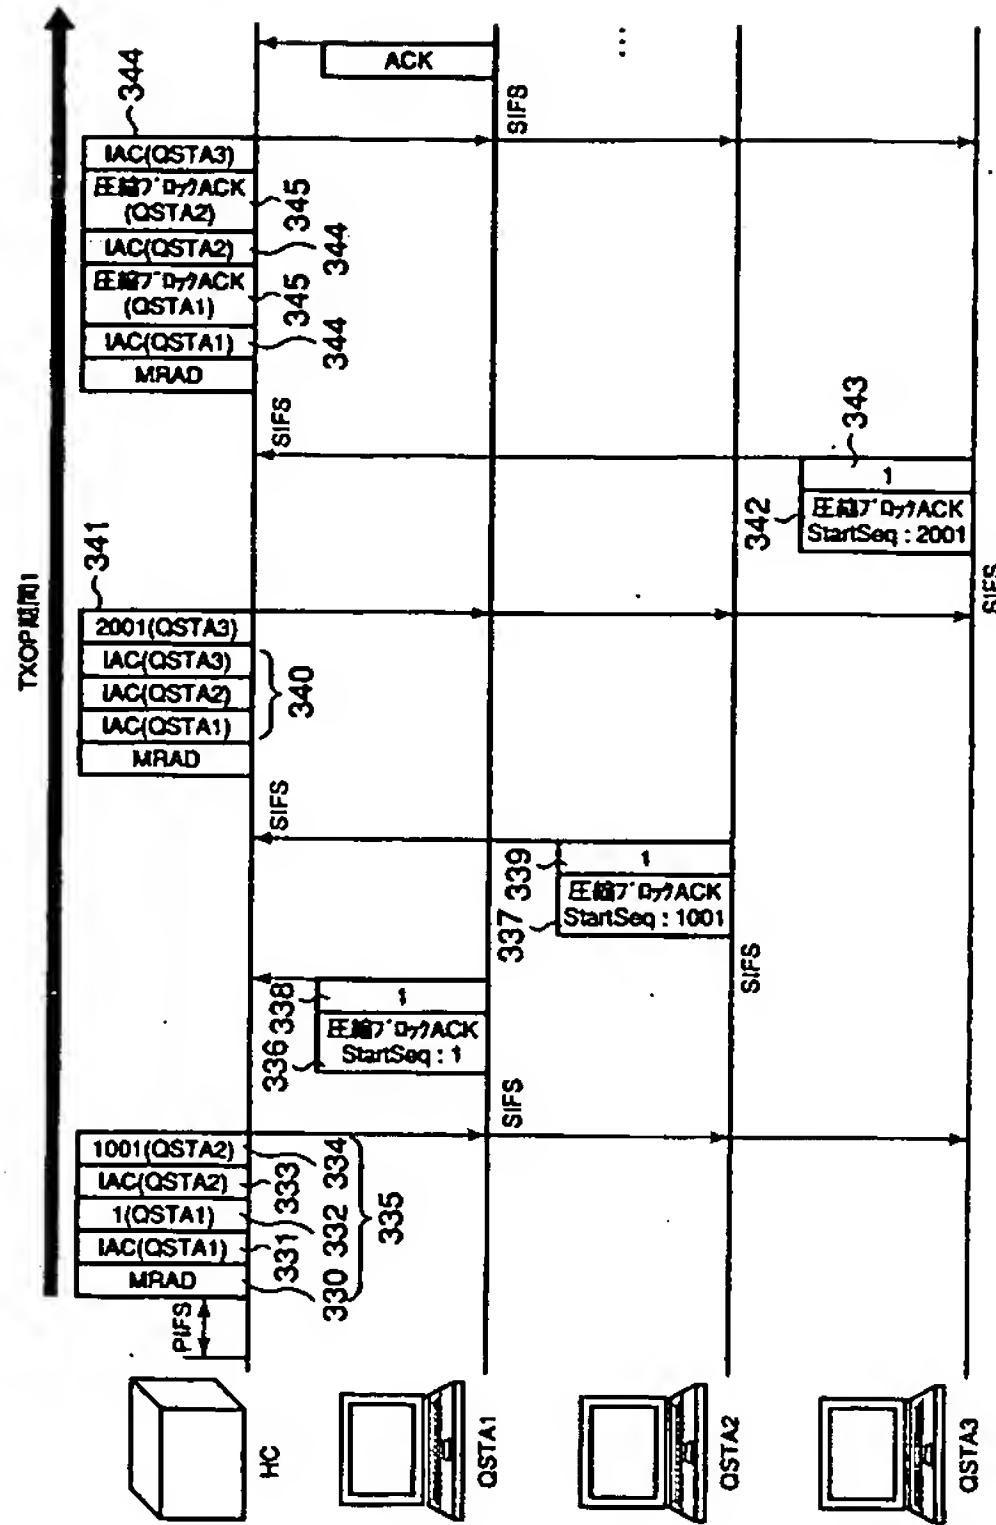 TXOP期間1
344
IAC(QSTA3)
圧縮ブロックACK
(QSTA2)
IAC(QSTA2)
圧縮ブロックACK
(QSTA1)
IAC(QSTA1)
MRAD
345
344
345
344
ACK
SIFS
...
SIFS
343
1
圧縮ブロックACK
StartSeq : 2001
342
SIFS
341
2001(QSTA3)
IAC(QSTA3)
IAC(QSTA2)
IAC(QSTA1)
MRAD
340
SIFS
339
1
圧縮ブロックACK
StartSeq : 1001
337
SIFS
338
1
圧縮ブロックACK
StartSeq : 1
336
SIFS
1001(QSTA2)
IAC(QSTA2)
1(QSTA1)
IAC(QSTA1)
MRAD
334
333
332
331
330
335
PIFS
HC
QSTA1
QSTA2
QSTA3